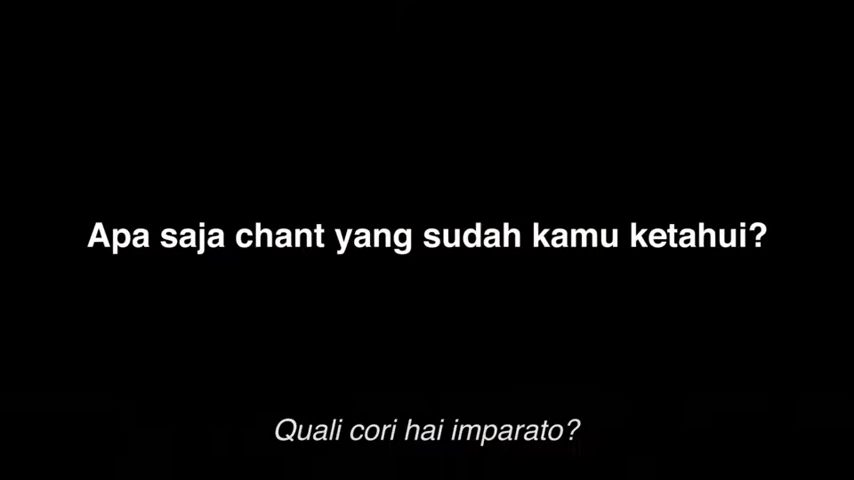 Apa saja chant yang sudah kamu ketahui?
Quali cori hai imparato?